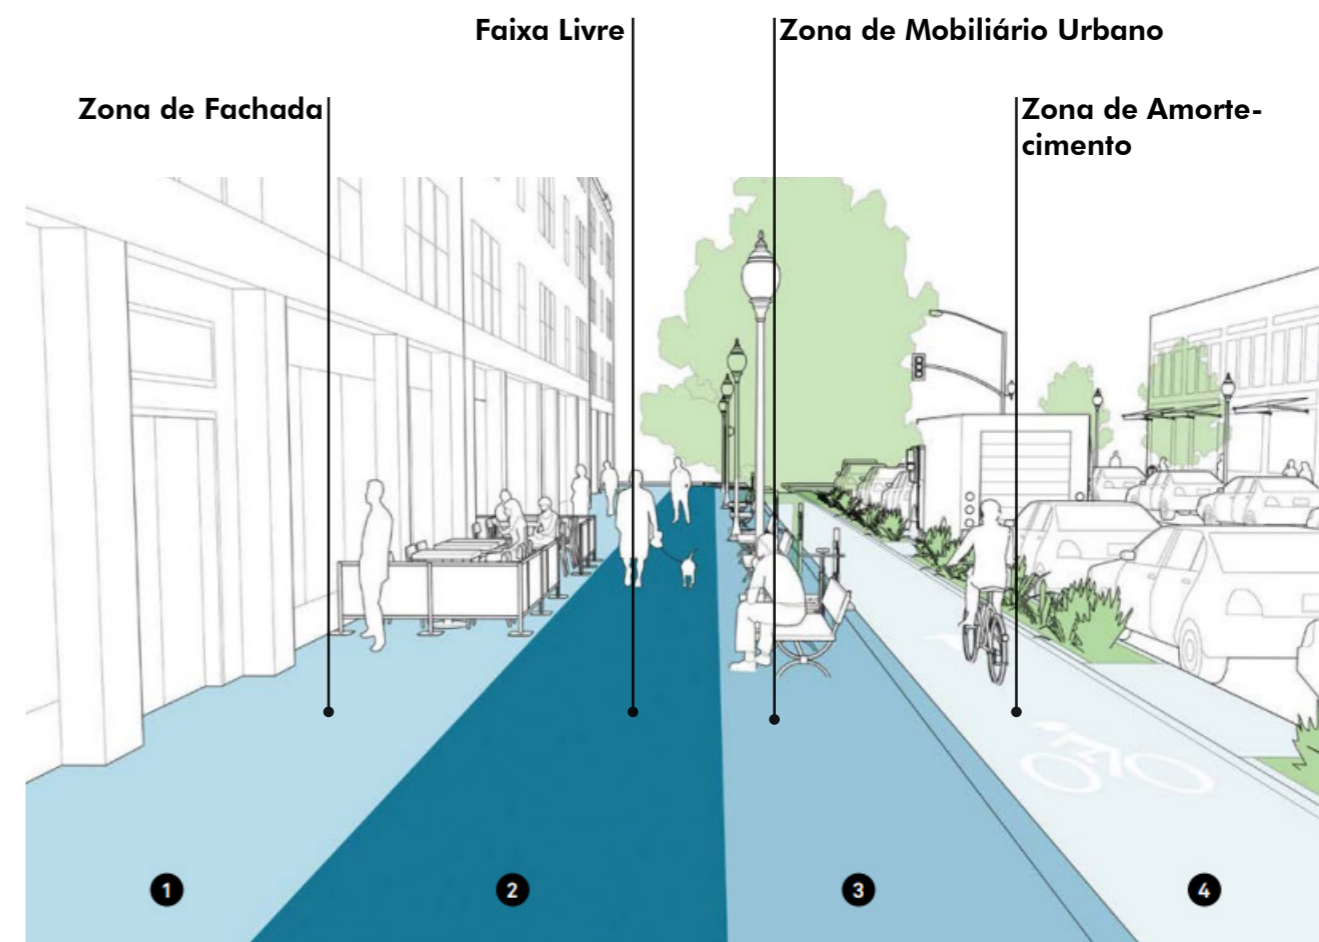 Faixa Livre
Zona de Mobiliário Urbano
Zona de Fachada
Zona de Amorte-
cimento
1
2
3
4